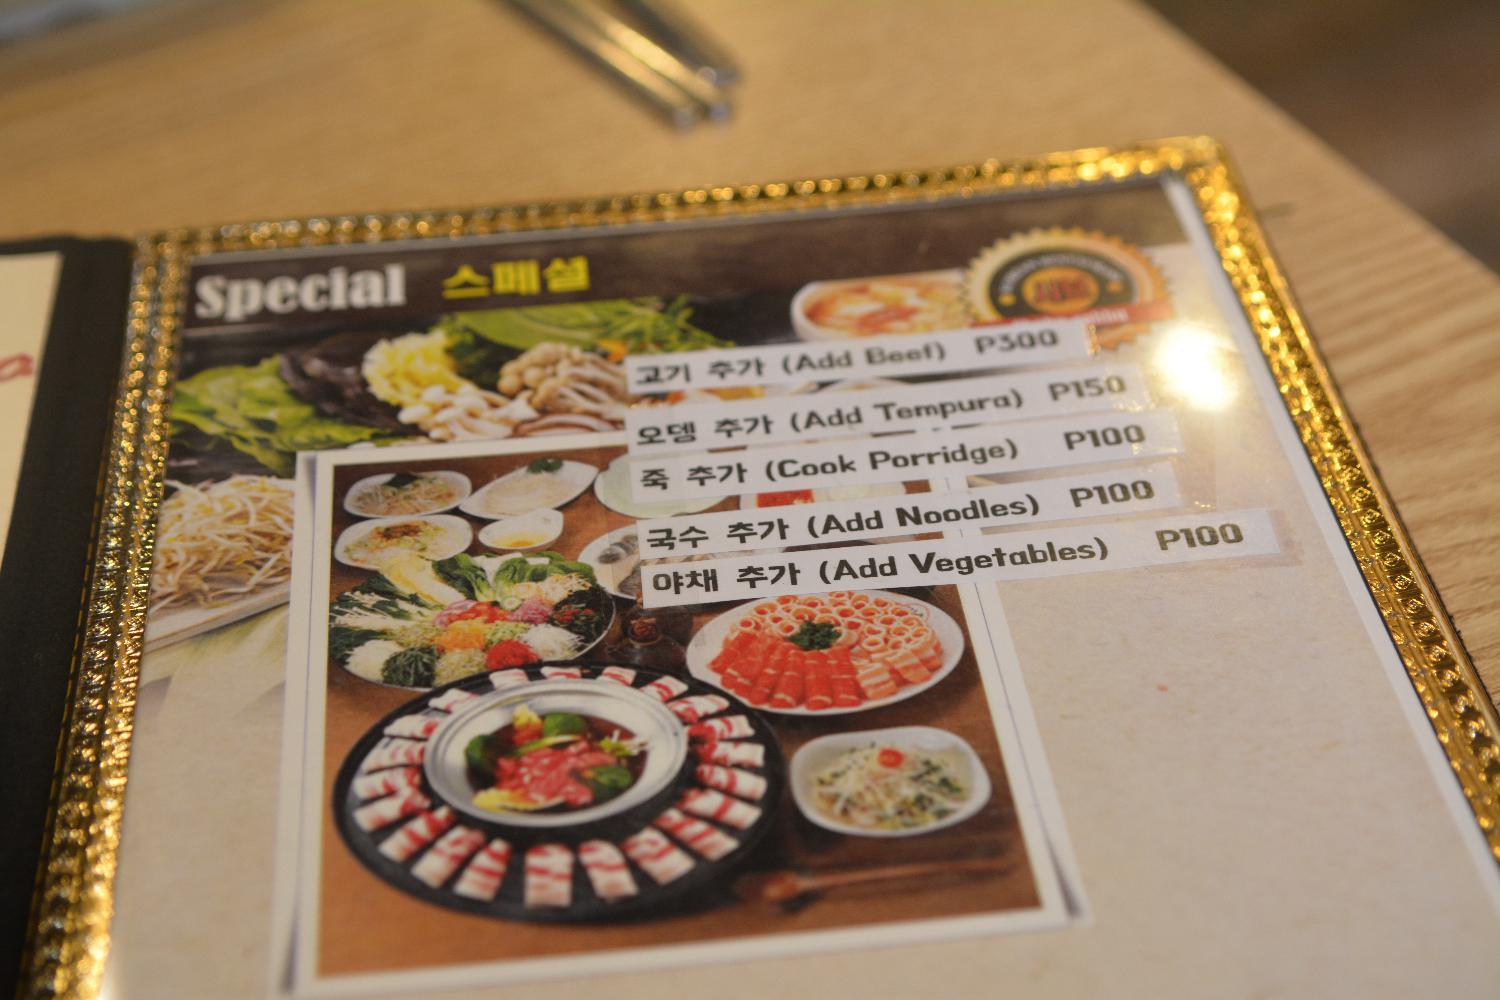 Special 스페셜
고기 추가 (Add Beef) P300
오뎅 추가 (Add Tempura) P150
죽 추가 (Cook Porridge) P100
국수 추가 (Add Noodles) P100
야채 추가 (Add Vegetables) P100